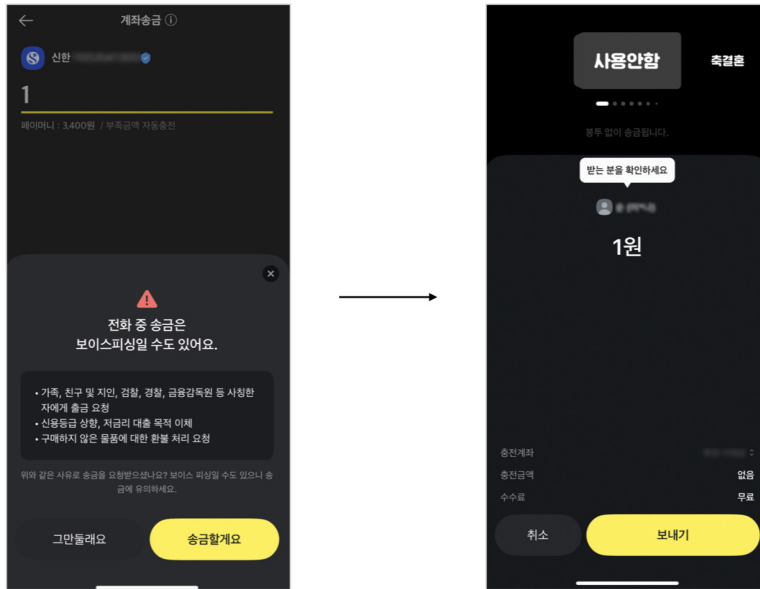 계좌송금 ⓘ
신한
1
페이머니 : 3,400원 / 부족금액 자동충전
전화 중 송금은
보이스피싱일 수도 있어요.
• 가족, 친구 및 지인, 검찰, 경찰, 금융감독원 등 사칭한
자에게 출금 요청
• 신용등급 상향, 저금리 대출 목적 이체
• 구매하지 않은 물품에 대한 환불 처리 요청
위와 같은 사유로 송금을 요청받으셨나요? 보이스 피싱일 수도 있으니 송
금에 유의하세요.
그만둘래요
송금할게요
사용안함
축결혼
봉투 없이 송금됩니다.
받는 분을 확인하세요
1원
충전계좌
충전금액 없음
수수료 무료
취소
보내기